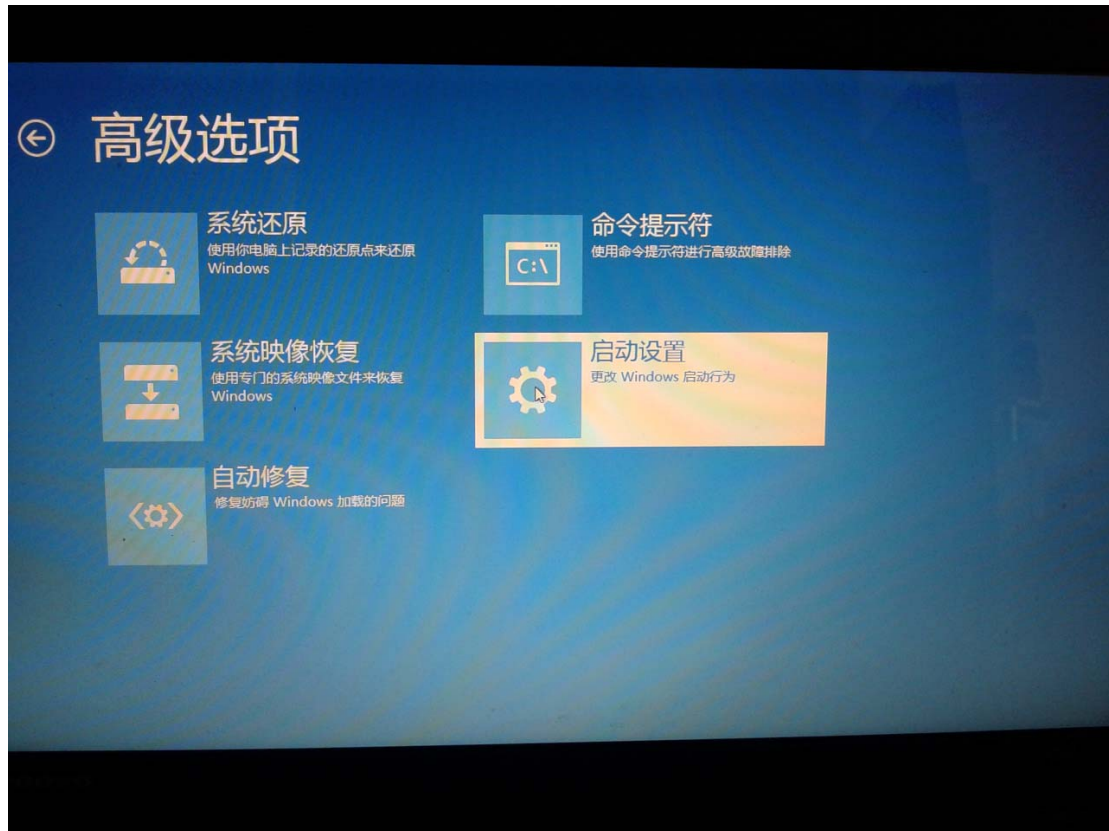 高级选项
系统还原
使用你电脑上记录的还原点来还原
Windows
命令提示符
使用命令提示符进行高级故障排除
C:\
系统映像恢复
使用专门的系统映像文件来恢复
Windows
启动设置
更改 Windows 启动行为
自动修复
修复妨碍 Windows 加载的问题